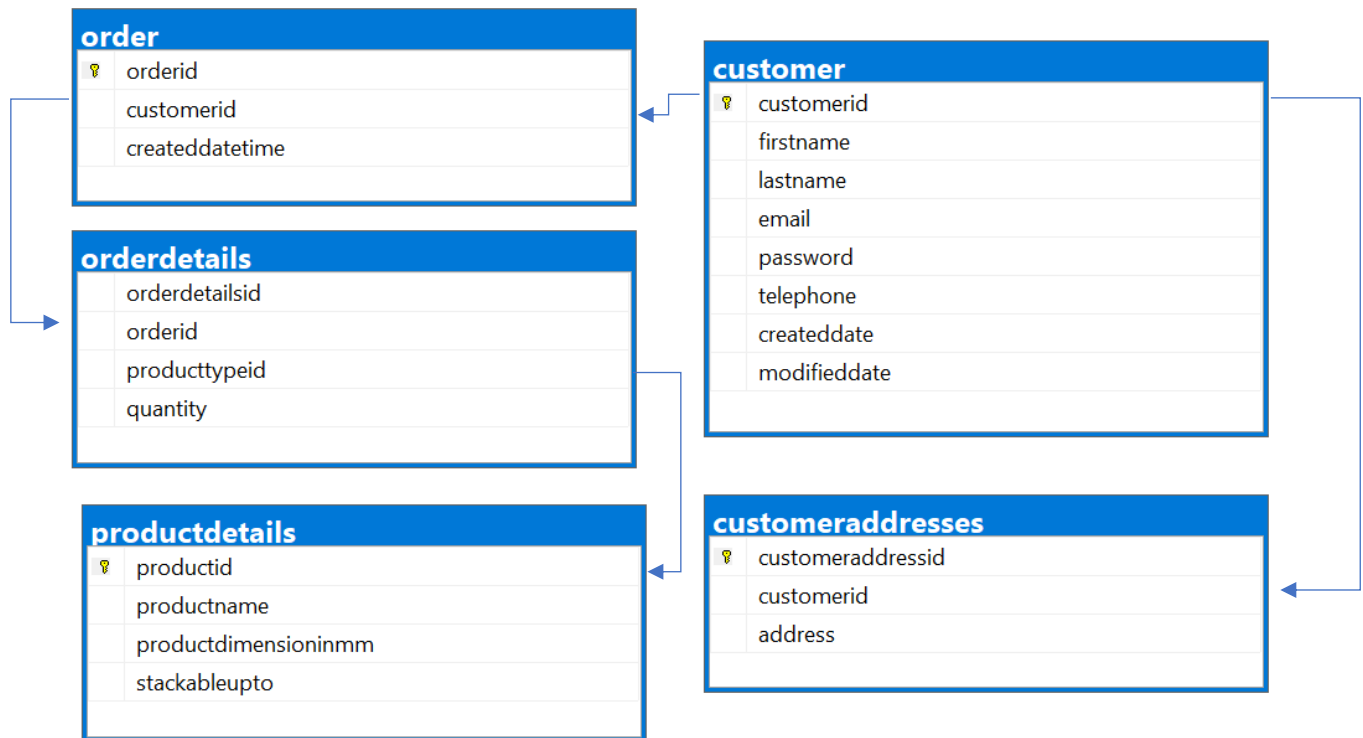 order
orderid
customerid
createddatetime
orderdetails
orderdetailsid
orderid
producttypeid
quantity
productdetails
productid
productname
productdimensioninmm
stackableupto
customer
customerid
firstname
lastname
email
password
telephone
createddate
modifieddate
customeraddresses
customeraddressid
customerid
address